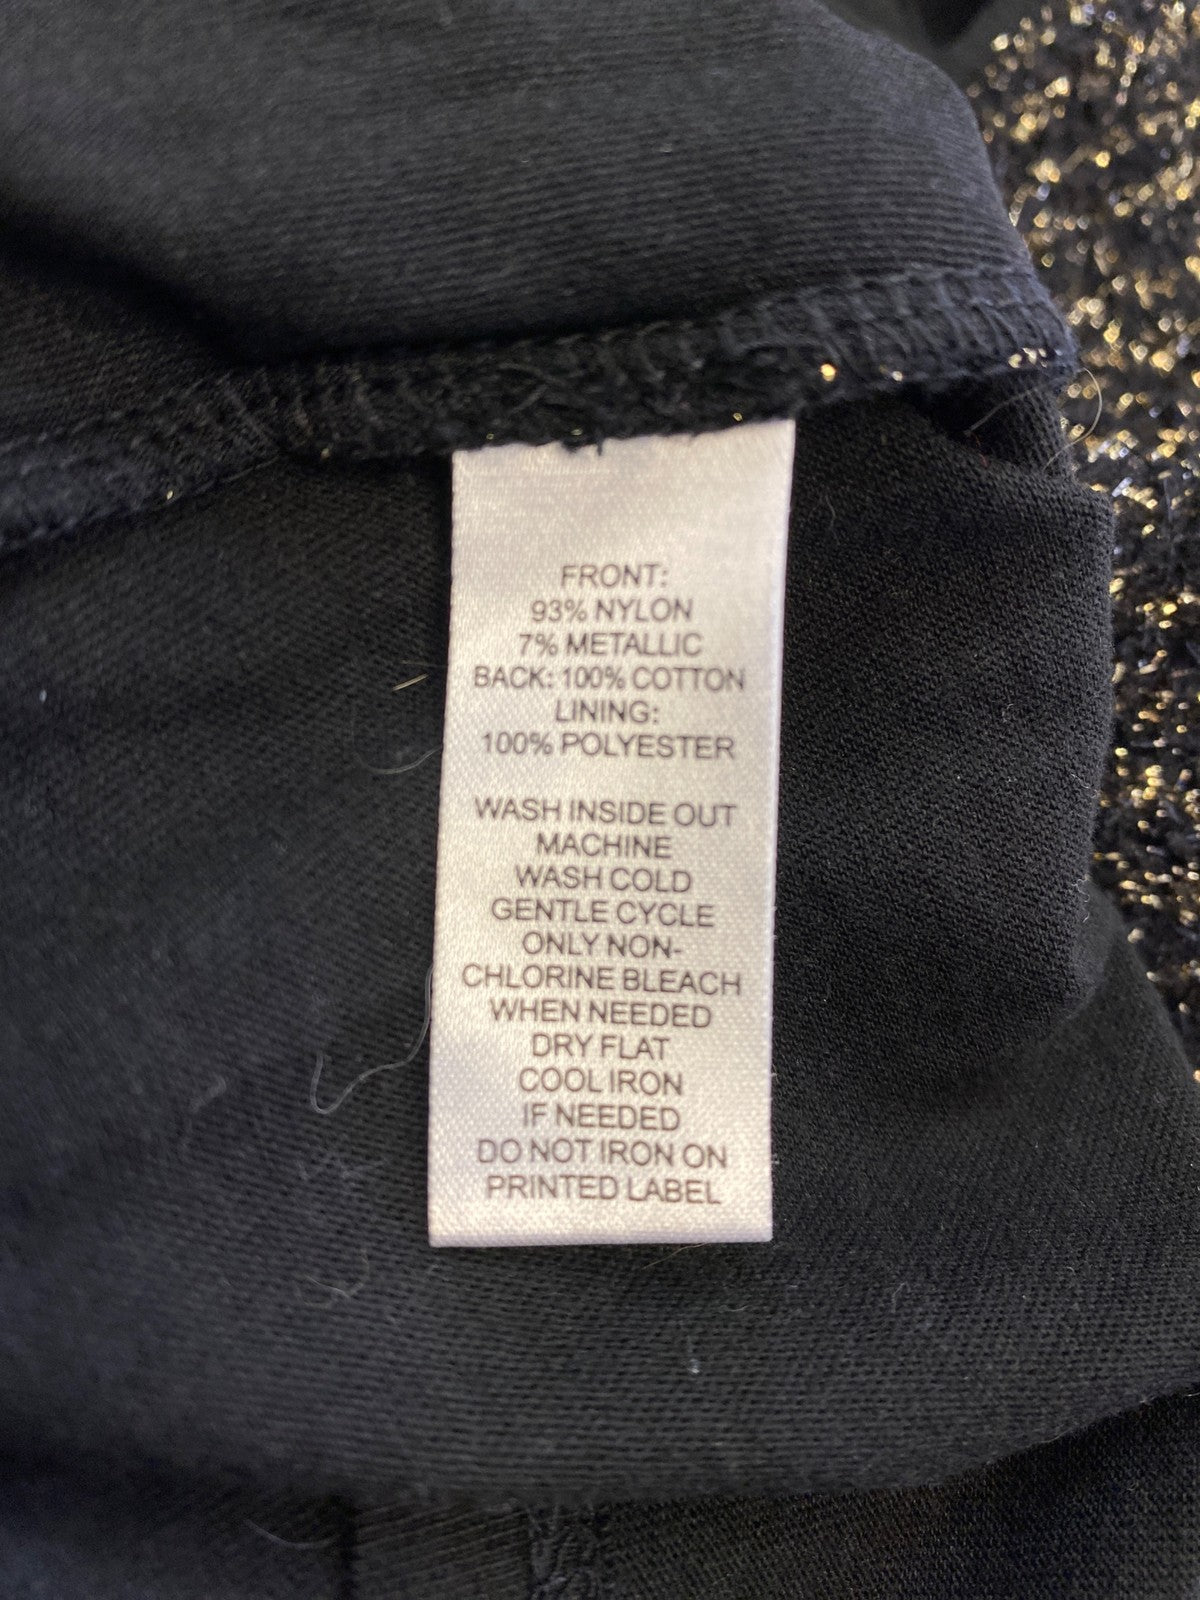 FRONT:
93% NYLON
7% METALLIC
BACK: 100% COTTON
LINING:
100% POLYESTER
WASH INSIDE OUT
MACHINE
WASH COLD
GENTLE CYCLE
ONLY NON-
CHLORINE BLEACH
WHEN NEEDED
DRY FLAT
COOL IRON
IF NEEDED
DO NOT IRON ON
PRINTED LABEL